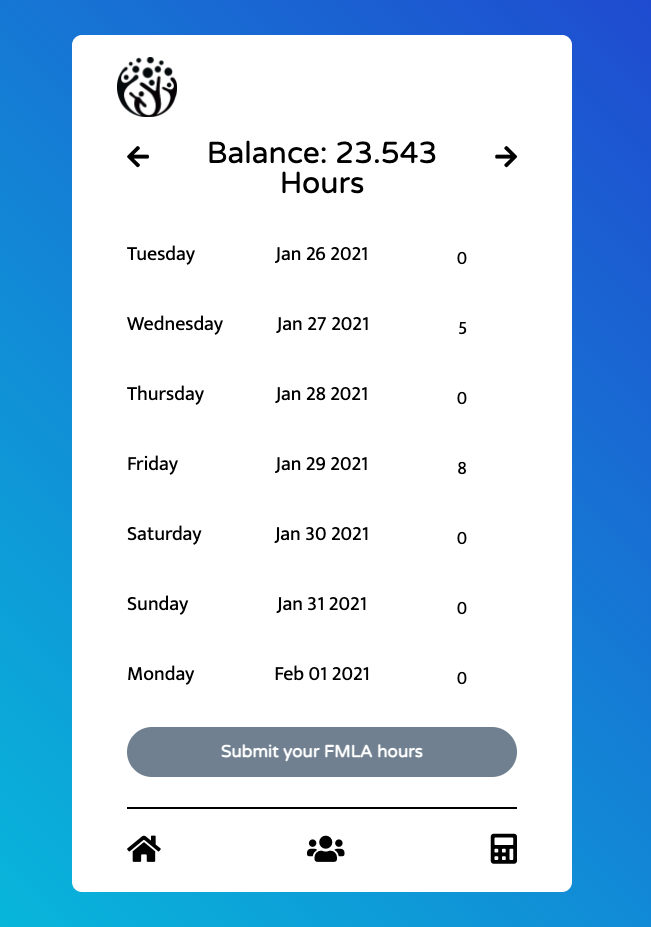 Balance: 23.543
Hours
Tuesday Jan 26 2021 0
Wednesday Jan 27 2021 5
Thursday Jan 28 2021 0
Friday Jan 29 2021 8
Saturday Jan 30 2021 0
Sunday Jan 31 2021 0
Monday Feb 01 2021 0
Submit your FMLA hours